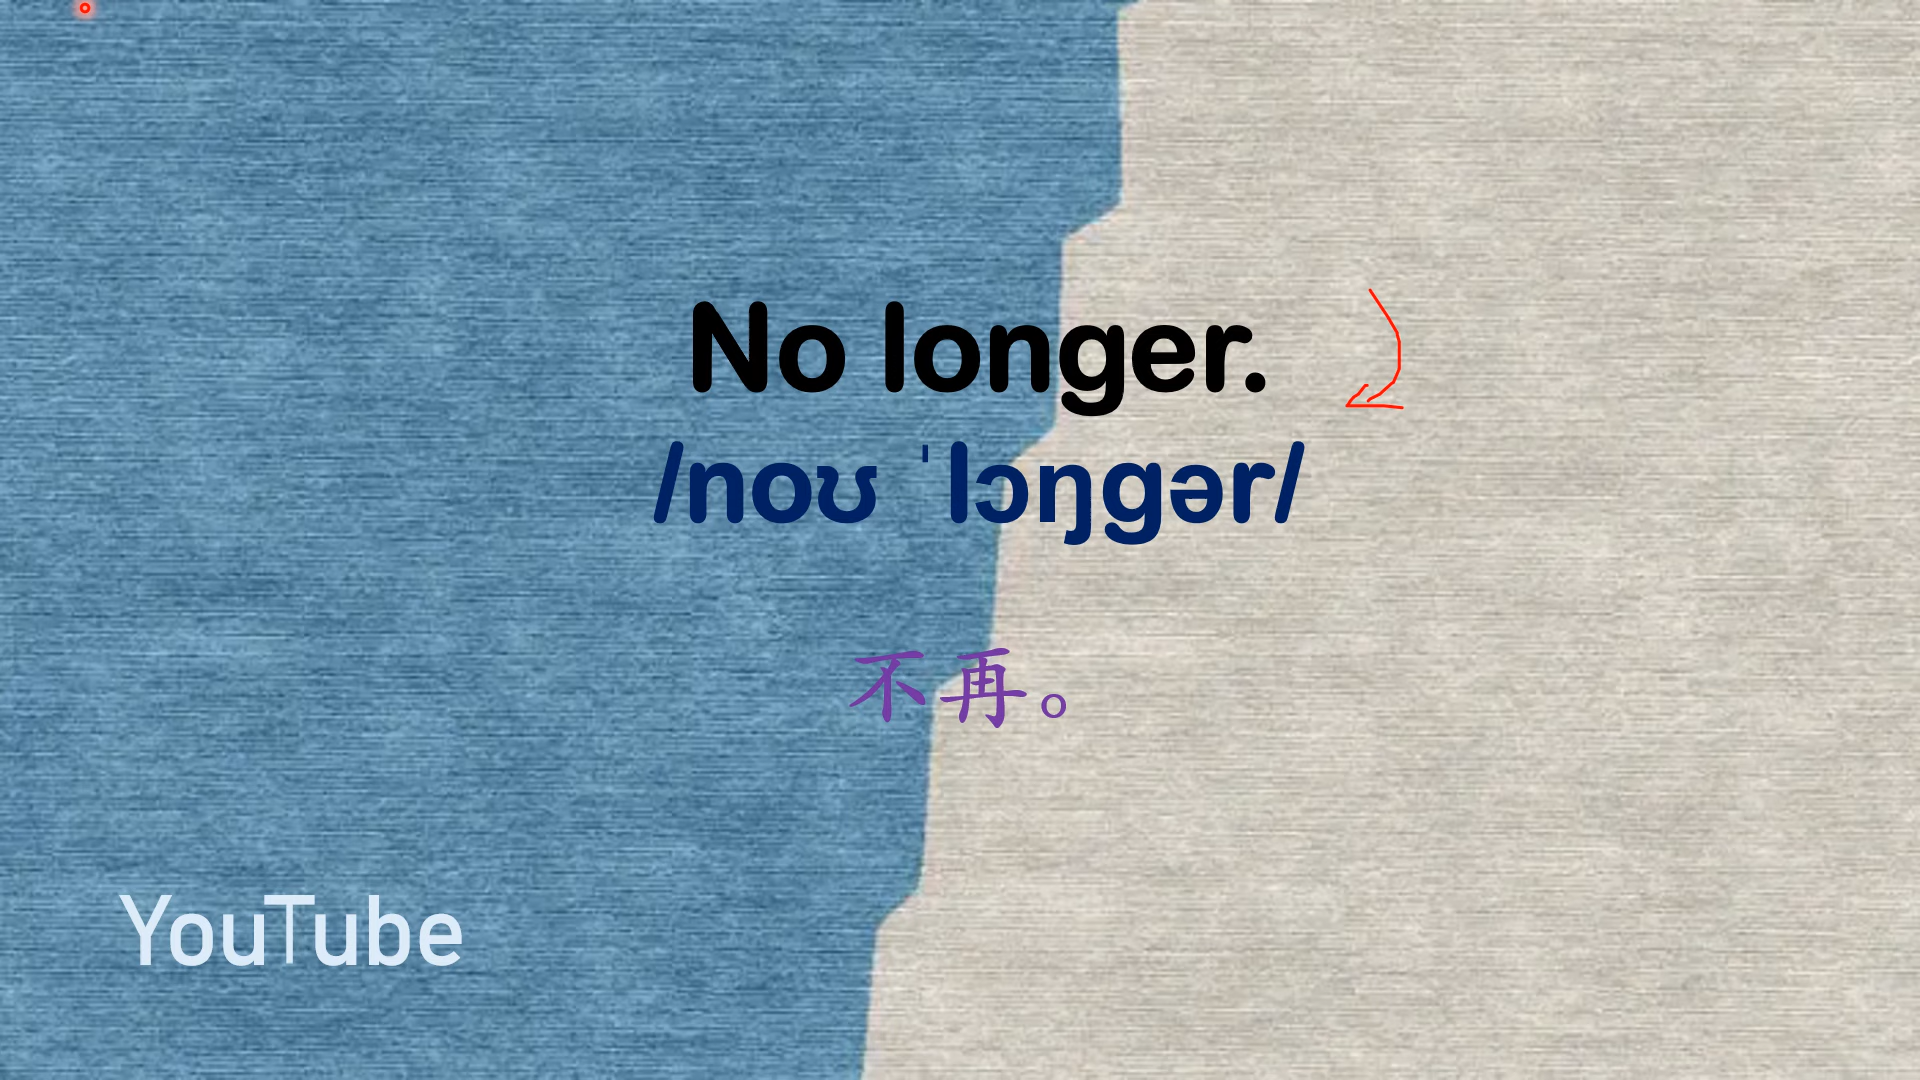 No longer.
/noʊ ˈlɔŋgər/
不再。
YouTube